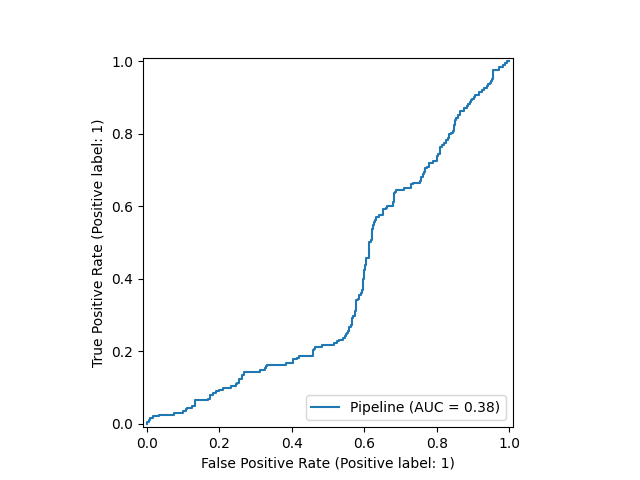 1.0
0.8
0.6
0.4
0.2
0.0
True Positive Rate (Positive label: 1)
Pipeline (AUC = 0.38)
0.0 0.2 0.4 0.6 0.8 1.0
False Positive Rate (Positive label: 1)